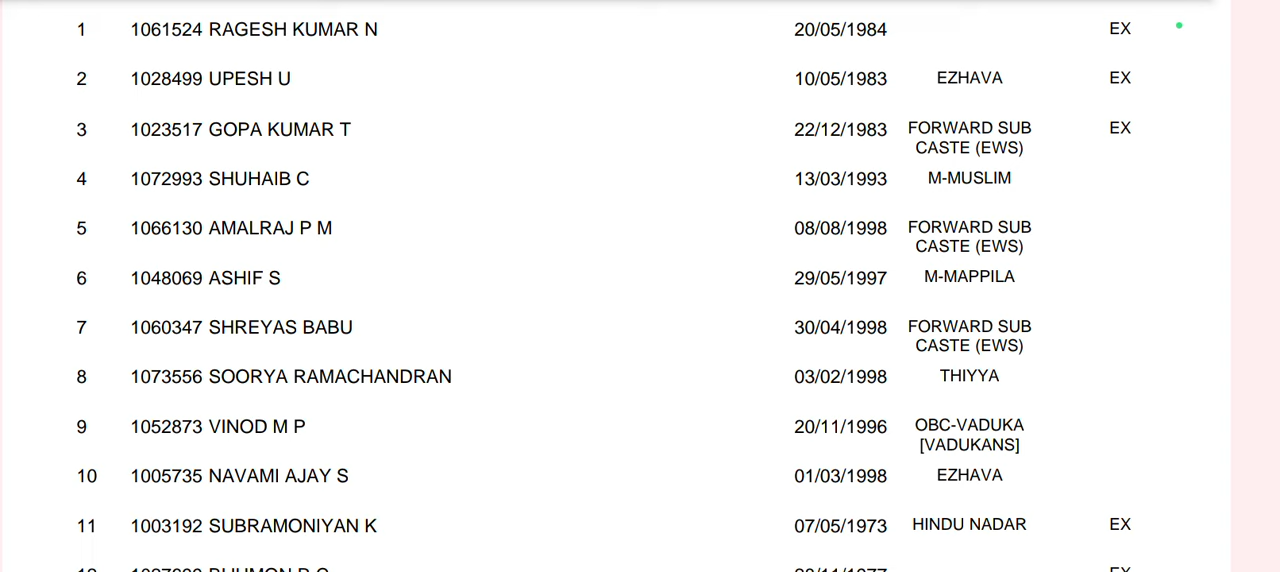 1 1061524 RAGESH KUMAR N 20/05/1984 EX
2 1028499 UPESH U 10/05/1983 EZHAVA EX
3 1023517 GOPA KUMAR T 22/12/1983 FORWARD SUB EX
CASTE (EWS)
4 1072993 SHUHAIB C 13/03/1993 M-MUSLIM
5 1066130 AMALRAJ P M 08/08/1998 FORWARD SUB
CASTE (EWS)
6 1048069 ASHIF S 29/05/1997 M-MAPPILA
7 1060347 SHREYAS BABU 30/04/1998 FORWARD SUB
CASTE (EWS)
8 1073556 SOORYA RAMACHANDRAN 03/02/1998 THIYYA
9 1052873 VINOD M P 20/11/1996 OBC-VADUKA
[VADUKANS]
10 1005735 NAVAMI AJAY S 01/03/1998 EZHAVA
11 1003192 SUBRAMONIYAN K 07/05/1973 HINDU NADAR EX
EX